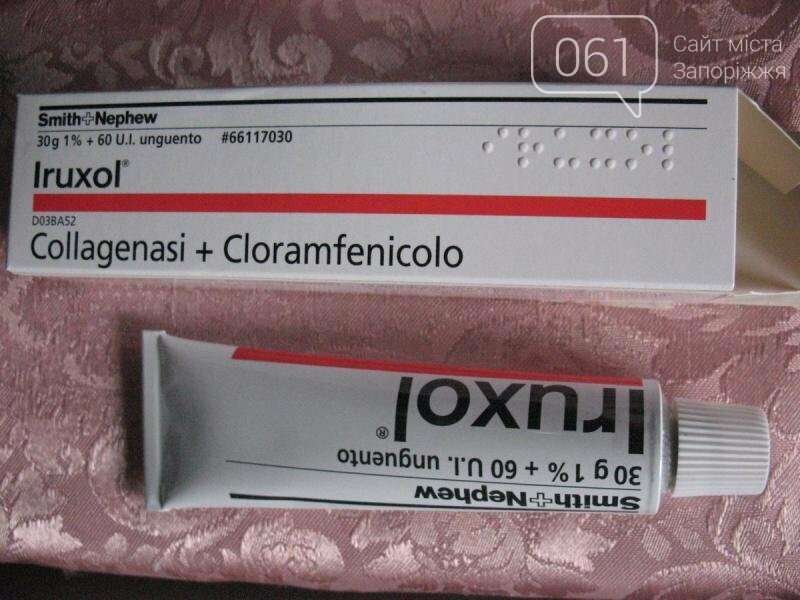 061
Сайт міста
Запоріжжя
Smith+Nephew
30g 1% + 60 U.I. unguento #66117030
Iruxol®
D03BA52
Collagenasi + Cloramfenicolo
Iruxol®
30 g 1% + 60 U.I. unguento
Smith+Nephew